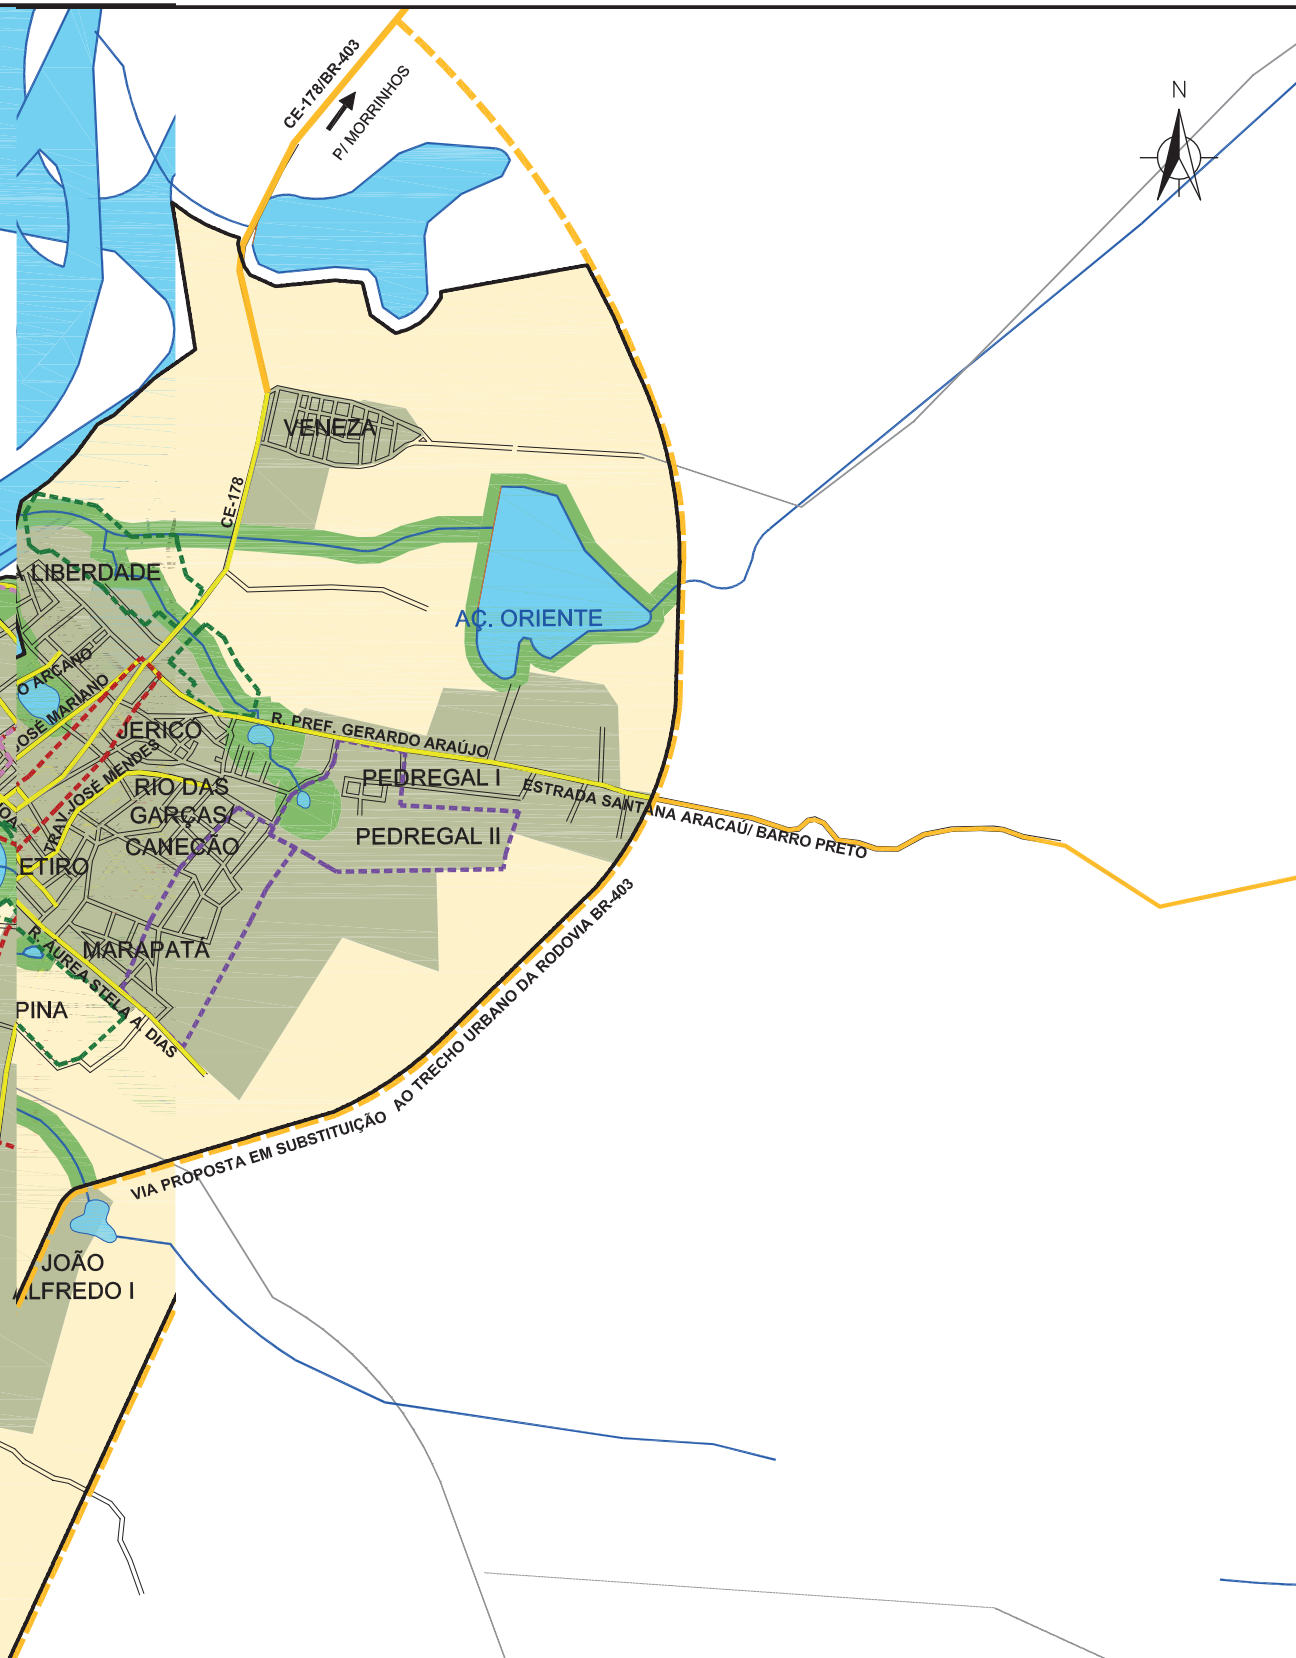 CE-178/BR-403
P/ MORRINHOS
N
VENEZA
CE-178
LIBERDADE
AÇ. ORIENTE
O ARCANO
JOSÉ MARIANO
JERICÓ
R. PREF. GERARDO ARAÚJO
TRAV. JOSÉ MENDES
RIO DAS
GARÇAS/
CANECÃO
PEDREGAL I
ESTRADA SANTANA ARACAÚ/ BARRO PRETO
PEDREGAL II
OA
ETIRO
MARAPATÁ
R. ÁUREA STELA A. DIAS
PINA
VIA PROPOSTA EM SUBSTITUIÇÃO AO TRECHO URBANO DA RODOVIA BR-403
JOÃO
ALFREDO I